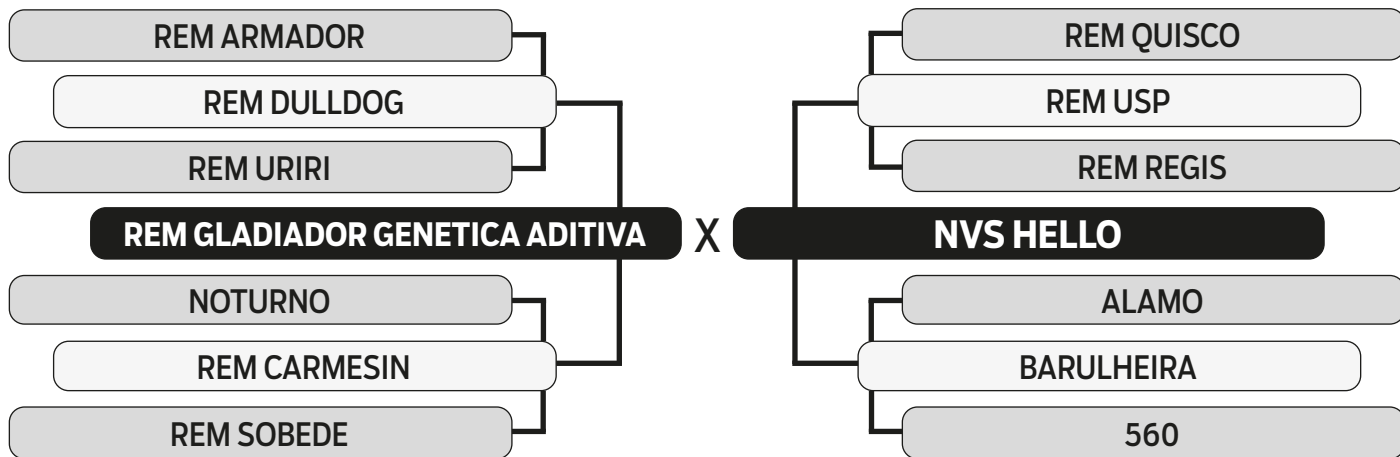 REM ARMADOR
REM QUISCO
REM DULLDOG
REM USP
REM URIRI
REM REGIS
REM GLADIADOR GENETICA ADITIVA X NVS HELLO
NOTURNO
ALAMO
REM CARMESIN
BARULHEIRA
REM SOBEDE
560